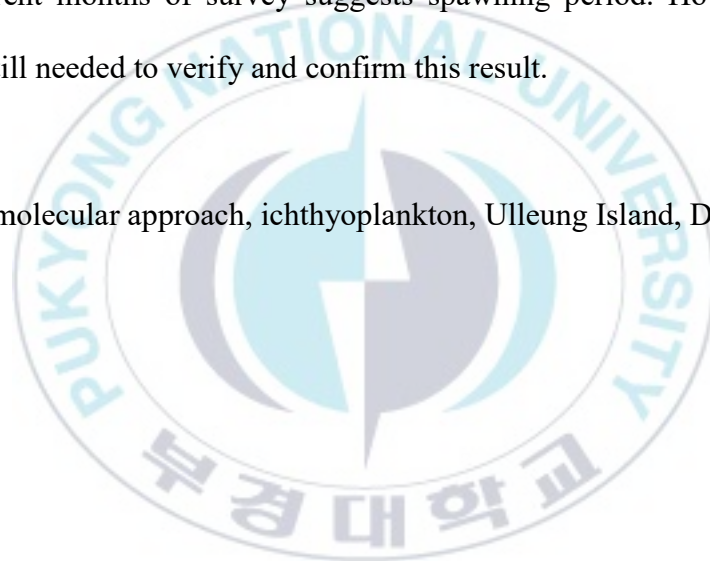 ent months of survey suggests spawning period. Ho
ill needed to verify and confirm this result.
molecular approach, ichthyoplankton, Ulleung Island, D
PUKYONG NATIONAL UNIVERSITY
부경대학교